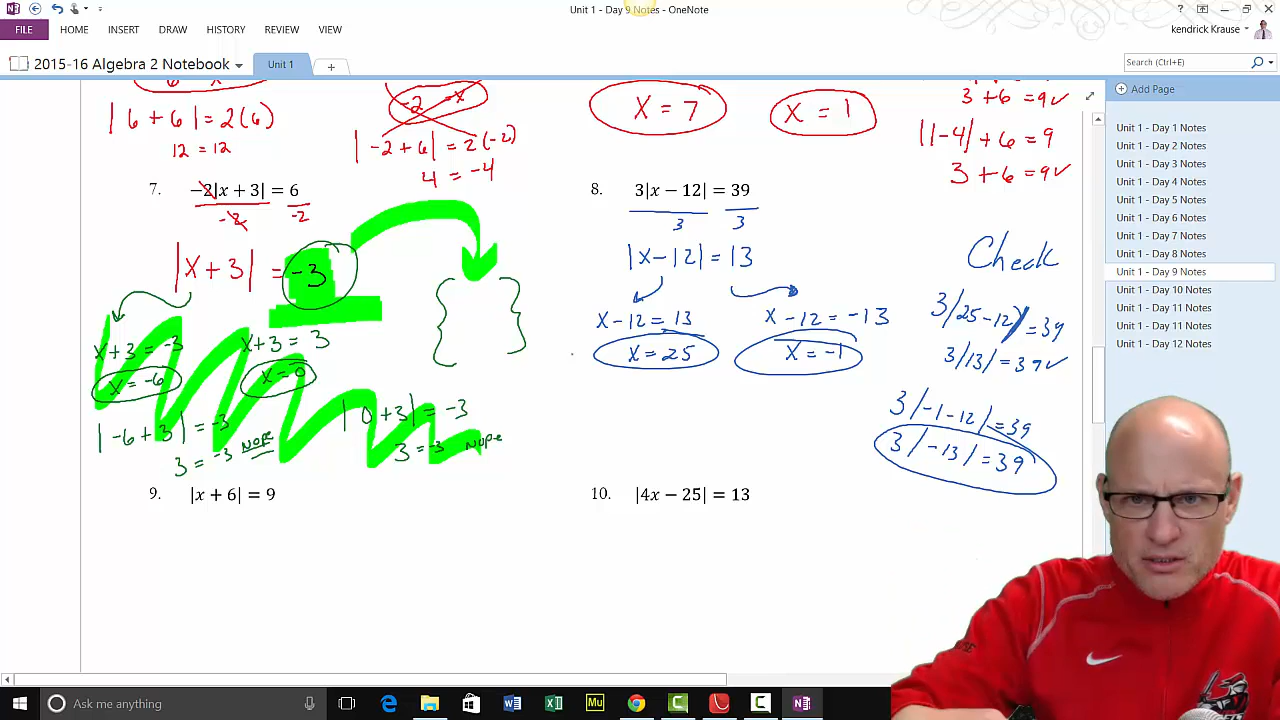 Unit 1 - Day 9 Notes - OneNote
FILE HOME INSERT DRAW HISTORY REVIEW VIEW
kendrick Krause
2015-16 Algebra 2 Notebook
Unit 1
Search (Ctrl+E)
Add Page
Unit 1 - Day 1 Notes
Unit 1 - Day 2 Notes
Unit 1 - Day 3 Notes
Unit 1 - Day 4 Notes
Unit 1 - Day 5 Notes
Unit 1 - Day 6 Notes
Unit 1 - Day 7 Notes
Unit 1 - Day 8 Notes
Unit 1 - Day 9 Notes
Unit 1 - Day 10 Notes
Unit 1 - Day 11 Notes
Unit 1 - Day 11 Notes
Unit 1 - Day 12 Notes
|6+6| = 2(6)
12 = 12
-2 = x
|-2+6| = 2(-2)
4 = -4
X = 7
X = 1
3+6 = 9✓
|1-4| + 6 = 9
3 + 6 = 9✓
7. -2|x + 3| = 6
-2 -2
|X+3| = -3
{ }
x+3 = -3
x+3 = 3
x = -6
x = 0
|-6+3| = -3
3 = -3 Nope
|0+3| = -3
3 = -3 Nope
8. 3|x − 12| = 39
3 3
|X-12| = 13
x-12 = 13
x-12 = -13
x = 25
x = -1
Check
3|25-12| = 39
3|13| = 39✓
3|-1-12| = 39
3|-13| = 39
9. |x + 6| = 9
10. |4x − 25| = 13
Ask me anything